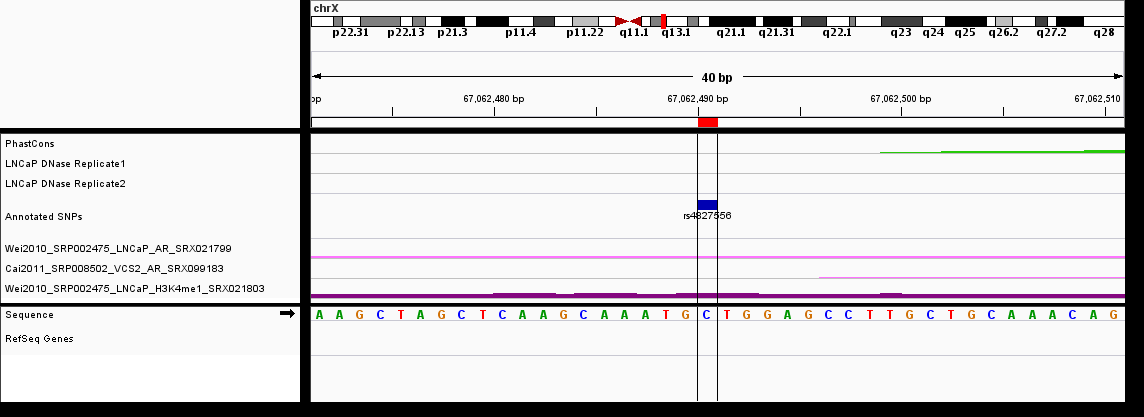 chrX
p22.31 p22.13 p21.3 p11.4 p11.22 q11.1 q13.1 q21.1 q21.31 q22.1 q23 q24 q25 q26.2 q27.2 q28
40 bp
bp 67,062,480 bp 67,062,490 bp 67,062,500 bp 67,062,510
PhastCons
LNCaP DNase Replicate1
LNCaP DNase Replicate2
Annotated SNPs
rs4827556
Wei2010_SRP002475_LNCaP_AR_SRX021799
Cai2011_SRP008502_VCS2_AR_SRX099183
Wei2010_SRP002475_LNCaP_H3K4me1_SRX021803
Sequence A A G C T A G C T C A A G C A A A T G C T G G A G C C T T G C T G C A A A C A G
RefSeq Genes